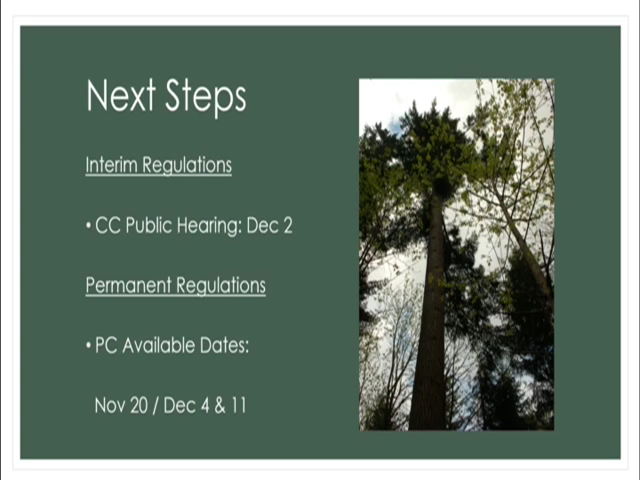 Next Steps
Interim Regulations
• CC Public Hearing: Dec 2
Permanent Regulations
• PC Available Dates:
Nov 20 / Dec 4 & 11